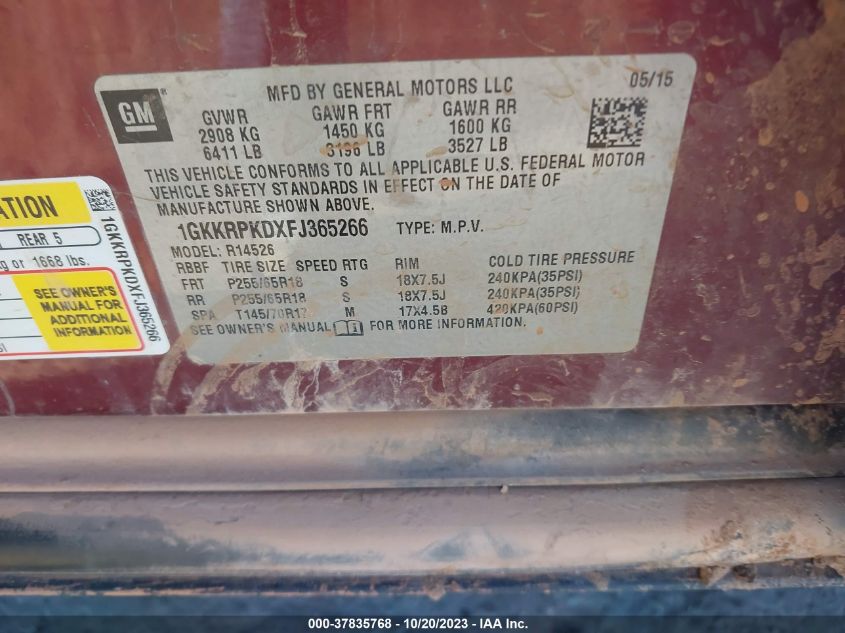 MFD BY GENERAL MOTORS LLC 05/15
GM
GVWR GAWR FRT GAWR RR
2908 KG 1450 KG 1600 KG
6411 LB 3196 LB 3527 LB
THIS VEHICLE CONFORMS TO ALL APPLICABLE U.S. FEDERAL MOTOR
VEHICLE SAFETY STANDARDS IN EFFECT ON THE DATE OF
MANUFACTURE SHOWN ABOVE.
1GKKRPKDXFJ365266 TYPE: M.P.V.
MODEL: R14526
RBBF TIRE SIZE SPEED RTG RIM COLD TIRE PRESSURE
FRT P255/65R18 S 18X7.5J 240KPA(35PSI)
RR P255/65R18 S 18X7.5J 240KPA(35PSI)
SPA T145/70R17 M 17X4.5B 420KPA(60PSI)
SEE OWNER'S MANUAL FOR MORE INFORMATION.
REAR 5
kg or 1668 lbs.
SEE OWNER'S
MANUAL FOR
ADDITIONAL
INFORMATION
1GKKRPKDXFJ365266
000-37835768 - 10/20/2023 - IAA Inc.